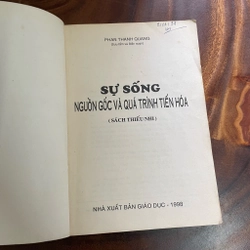 PHAN THANH QUANG
SỰ SỐNG
NGUỒN GỐC VÀ QUÁ TRÌNH TIẾN HÓA
(SÁCH THIẾU NHI)
NHÀ XUẤT BẢN GIÁO DỤC - 1998